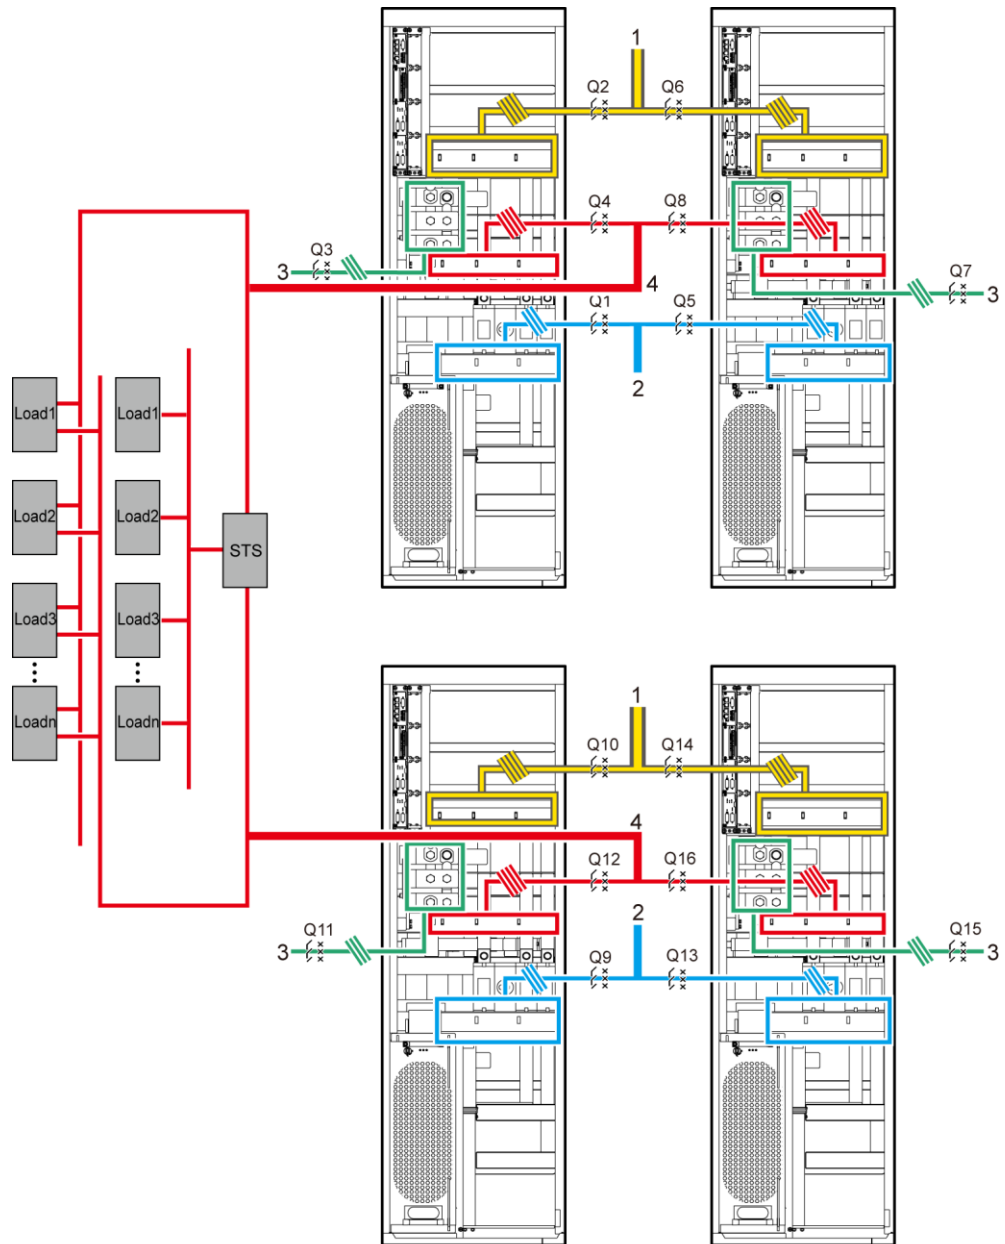 1
Q2 Q6
Q4 Q8
Q3
3
4
Q7
3
Q1 Q5
2
Load1 Load1
Load2 Load2
STS
Load3 Load3
Loadn Loadn
1
Q10 Q14
4
Q12 Q16
2
Q11
3
Q15
3
Q9 Q13